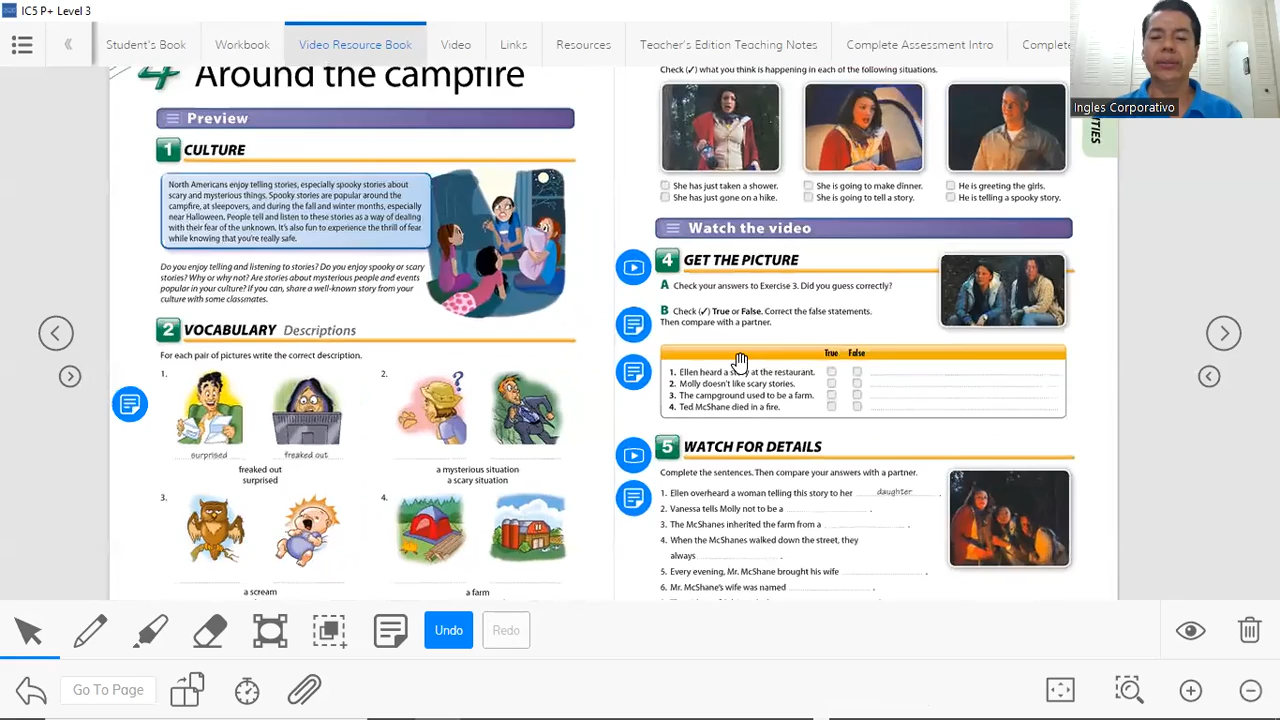 IC5 P+ Level 3
Student's Book
Workbook
Video Resource Book
Video
Links
Resources
Teacher's Edition Teaching Notes
Complete Assessment Intro
Complete
Ingles Corporativo
4 Around the campfire
Preview
1 CULTURE
North Americans enjoy telling stories, especially spooky stories about
scary and mysterious things. Spooky stories are popular around the
campfire, at sleepovers, and during the fall and winter months, especially
near Halloween. People tell and listen to these stories as a way of dealing
with their fear of the unknown. It's also fun to experience the thrill of fear
while knowing that you're really safe.
Do you enjoy telling and listening to stories? Do you enjoy spooky or scary
stories? Why or why not? Are stories about mysterious people and events
popular in your culture? If you can, share a well-known story from your
culture with some classmates.
2 VOCABULARY Descriptions
For each pair of pictures write the correct description.
1.
surprised
freaked out
freaked out
surprised
2.
?
a mysterious situation
a scary situation
3.
a scream
4.
a farm
Check (✓) what you think is happening in each of the following situations.
She has just taken a shower.
She has just gone on a hike.
She is going to make dinner.
She is going to tell a story.
He is greeting the girls.
He is telling a spooky story.
ITIES
Watch the video
4 GET THE PICTURE
A Check your answers to Exercise 3. Did you guess correctly?
B Check (✓) True or False. Correct the false statements.
Then compare with a partner.
True False
1. Ellen heard a at the restaurant.
2. Molly doesn't like scary stories.
3. The campground used to be a farm.
4. Ted McShane died in a fire.
5 WATCH FOR DETAILS
Complete the sentences. Then compare your answers with a partner.
1. Ellen overheard a woman telling this story to her daughter .
2. Vanessa tells Molly not to be a .
3. The McShanes inherited the farm from a .
4. When the McShanes walked down the street, they
always .
5. Every evening, Mr. McShane brought his wife .
6. Mr. McShane's wife was named .
Undo
Redo
Go To Page